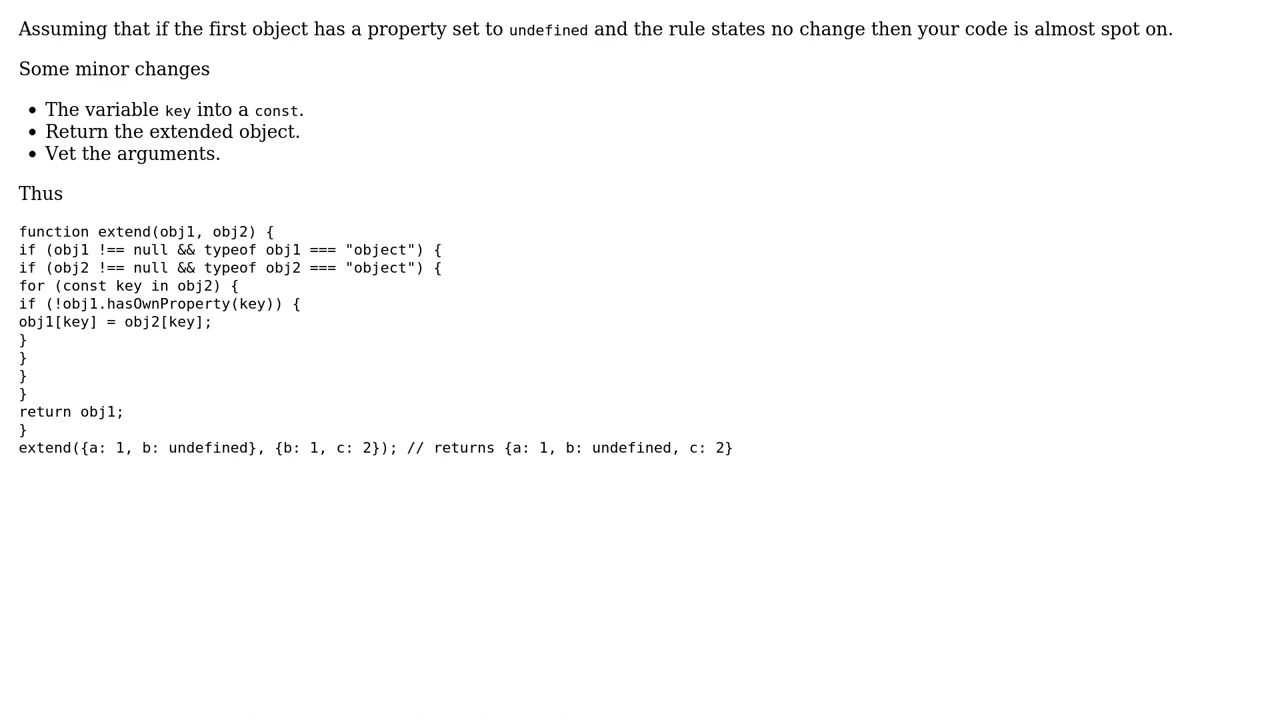 Assuming that if the first object has a property set to undefined and the rule states no change then your code is almost spot on.
Some minor changes
• The variable key into a const.
• Return the extended object.
• Vet the arguments.
Thus
function extend(obj1, obj2) {
if (obj1 !== null && typeof obj1 === "object") {
if (obj2 !== null && typeof obj2 === "object") {
for (const key in obj2) {
if (!obj1.hasOwnProperty(key)) {
obj1[key] = obj2[key];
}
}
}
}
return obj1;
}
extend({a: 1, b: undefined}, {b: 1, c: 2}); // returns {a: 1, b: undefined, c: 2}